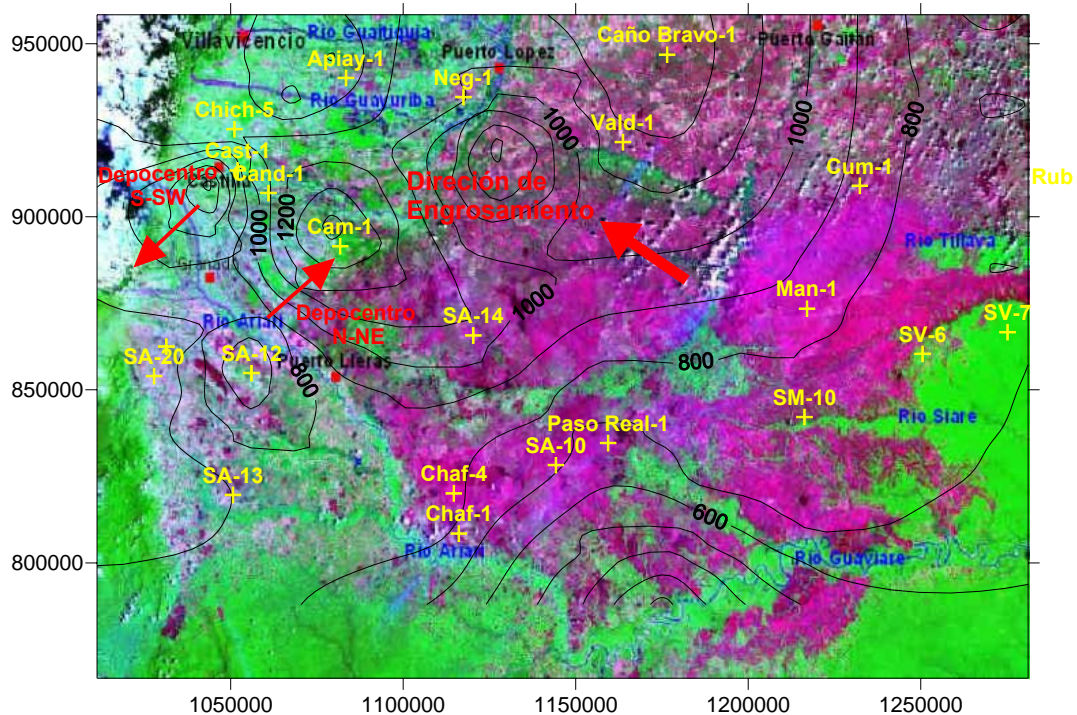 950000
900000
850000
800000
1050000
1100000
1150000
1200000
1250000
Villavicencio
Rio Guaitiquia
Apiay-1
Puerto Lopez
Caño Bravo-1
Puerto Gaitan
Neg-1
Rio Guayuriba
Chich-5
1000
Vald-1
1000
800
Cast-1
Depocentro
S-SW
Cand-1
Direción de
Engrosamiento
Cum-1
Rub
1000
1200
Cam-1
Rio Tillava
Rio Ariari
Depocentro
N-NE
SA-14
1000
Man-1
SV-7
SV-6
SA-20
SA-12
Puerto Lleras
800
800
SM-10
Rio Siare
Paso Real-1
SA-10
SA-13
Chaf-4
Chaf-1
600
Rio Ariari
Rio Guaviare